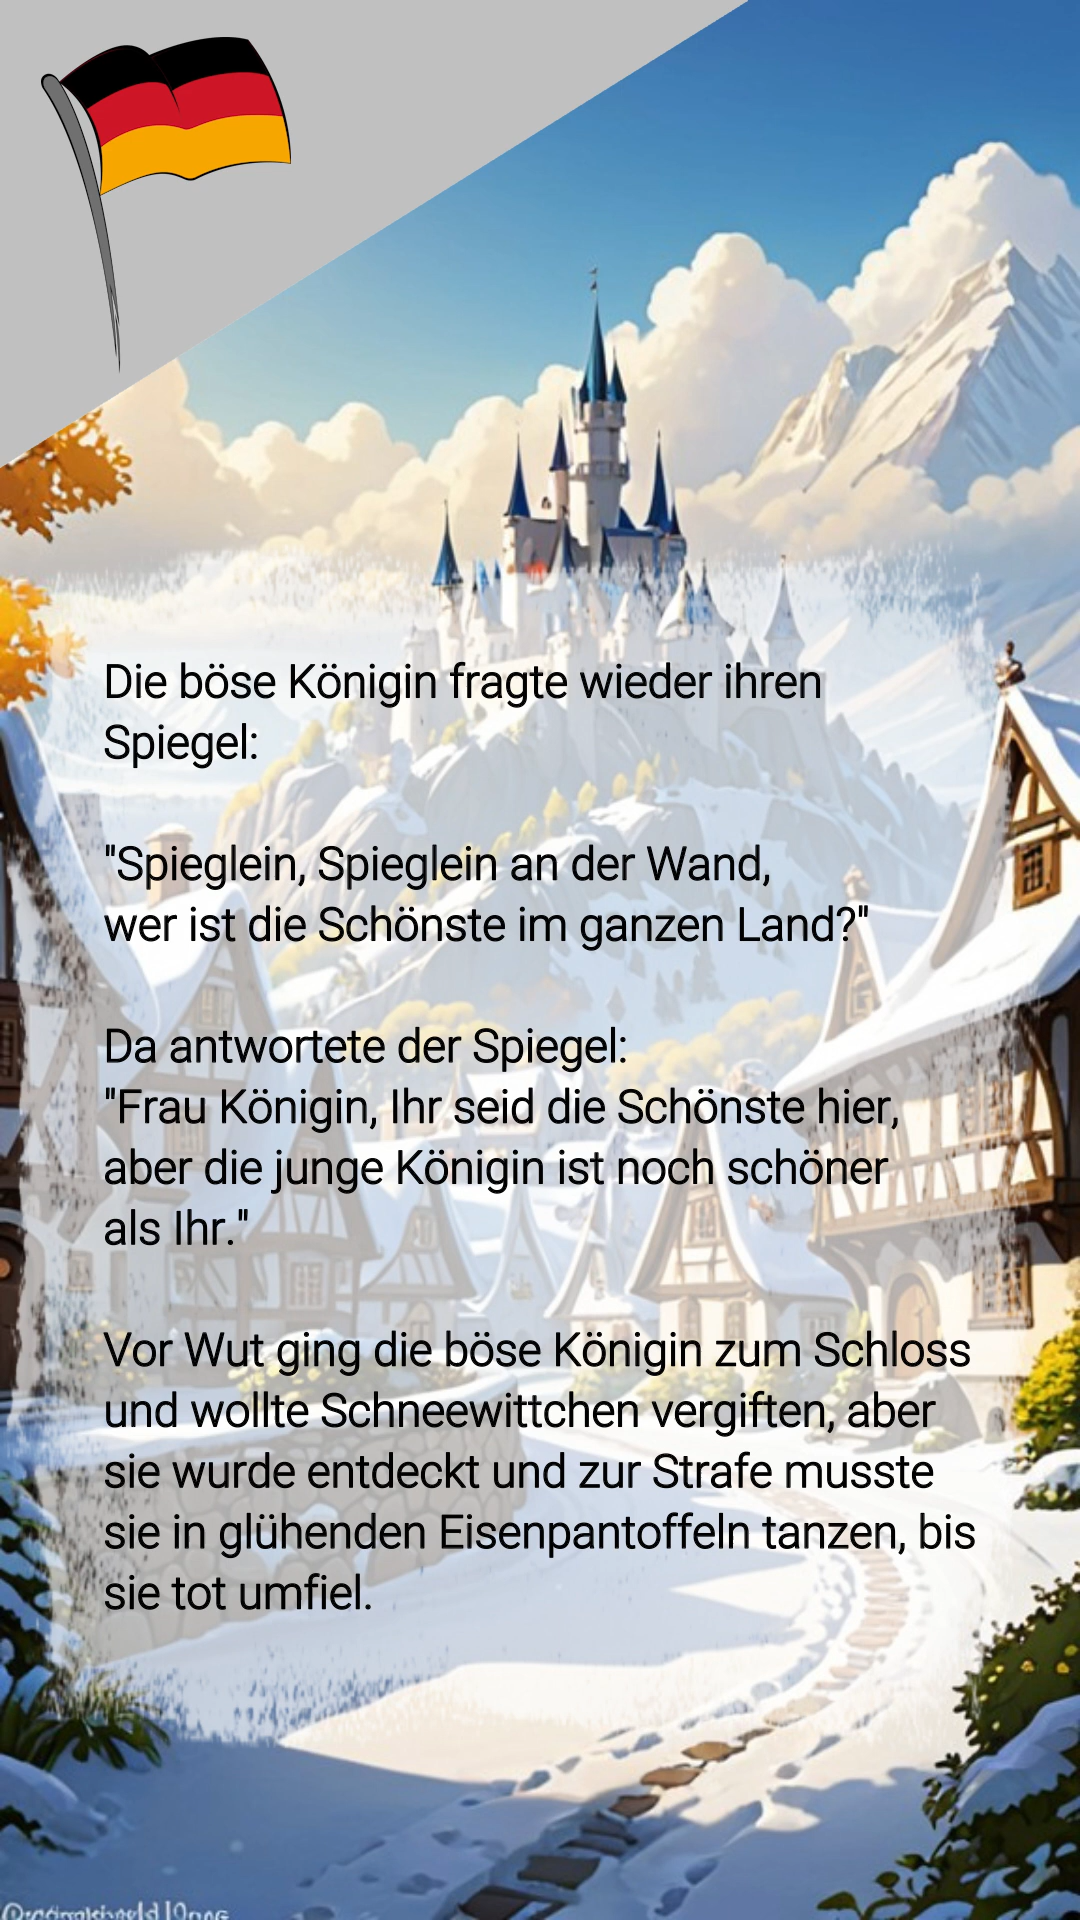 Die böse Königin fragte wieder ihren
Spiegel:
"Spieglein, Spieglein an der Wand,
wer ist die Schönste im ganzen Land?"
Da antwortete der Spiegel:
"Frau Königin, Ihr seid die Schönste hier,
aber die junge Königin ist noch schöner
als Ihr."
Vor Wut ging die böse Königin zum Schloss
und wollte Schneewittchen vergiften, aber
sie wurde entdeckt und zur Strafe musste
sie in glühenden Eisenpantoffeln tanzen, bis
sie tot umfiel.